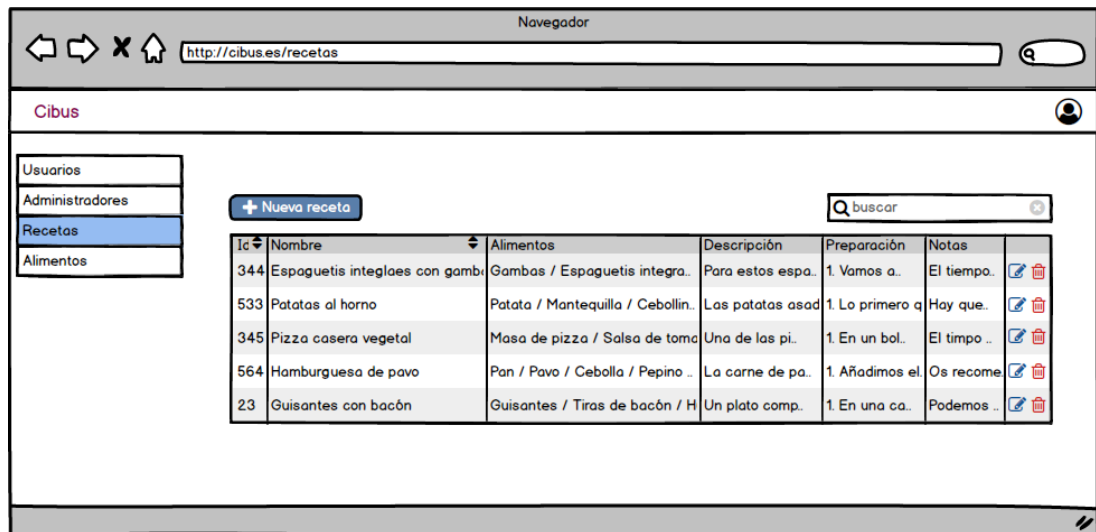 Navegador
http://cibus.es/recetas
Cibus
Usuarios
Administradores
Recetas
Alimentos
Nueva receta
buscar
Id Nombre Alimentos Descripción Preparación Notas
344 Espaguetis integlaes con gamb Gambas / Espaguetis integra.. Para estos espa.. 1. Vamos a.. El tiempo..
533 Patatas al horno Patata / Mantequilla / Cebollin.. Las patatas asad 1. Lo primero q Hay que..
345 Pizza casera vegetal Masa de pizza / Salsa de toma Una de las pi.. 1. En un bol.. El timpo ..
564 Hamburguesa de pavo Pan / Pavo / Cebolla / Pepino .. La carne de pa.. 1. Añadimos el. Os recome.
23 Guisantes con bacón Guisantes / Tiras de bacón / H Un plato comp.. 1. En una ca.. Podemos ..